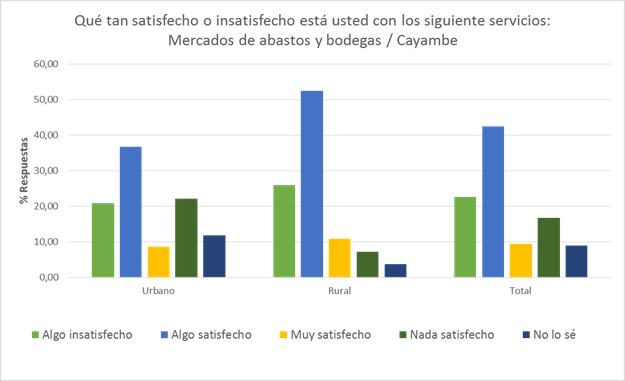 Qué tan satisfecho o insatisfecho está usted con los siguiente servicios:
Mercados de abastos y bodegas / Cayambe
60,00
50,00
40,00
30,00
20,00
10,00
0,00
% Respuestas
Urbano Rural Total
Algo insatisfecho Algo satisfecho Muy satisfecho Nada satisfecho No lo sé